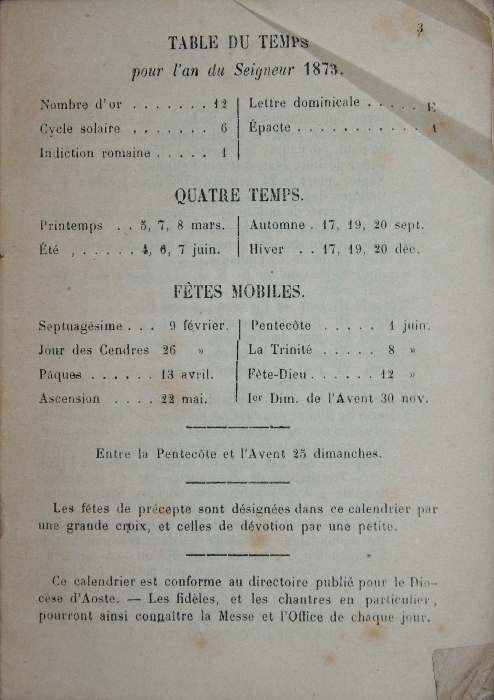 3
TABLE DU TEMPS
pour l'an du Seigneur 1873.
Nombre d'or . . . . . . . 12
Cycle solaire . . . . . . . 6
Indiction romaine . . . . . 1
Lettre dominicale . . . . . E
Épacte . . . . . . . . . . . 1
QUATRE TEMPS.
Printemps . . 5, 7, 8 mars.
Été , . . . . . 4, 6, 7 juin.
Automne . 17, 19, 20 sept.
Hiver . . 17, 19, 20 déc.
FÊTES MOBILES.
Septuagésime . . . 9 février.
Jour des Cendres 26 »
Pâques . . . . . . 13 avril.
Ascension . . . . 22 mai.
Pentecôte . . . . . 1 juin.
La Trinité . . . . . 8 »
Fête-Dieu . . . . . . 12 »
Ier Dim. de l'Avent 30 nov.
Entre la Pentecôte et l'Avent 25 dimanches.
Les fêtes de précepte sont désignées dans ce calendrier par
une grande croix, et celles de dévotion par une petite.
Ce calendrier est conforme au directoire publié pour le Dio-
cèse d'Aoste. — Les fidèles, et les chantres en particulier,
pourront ainsi connaître la Messe et l'Office de chaque jour.